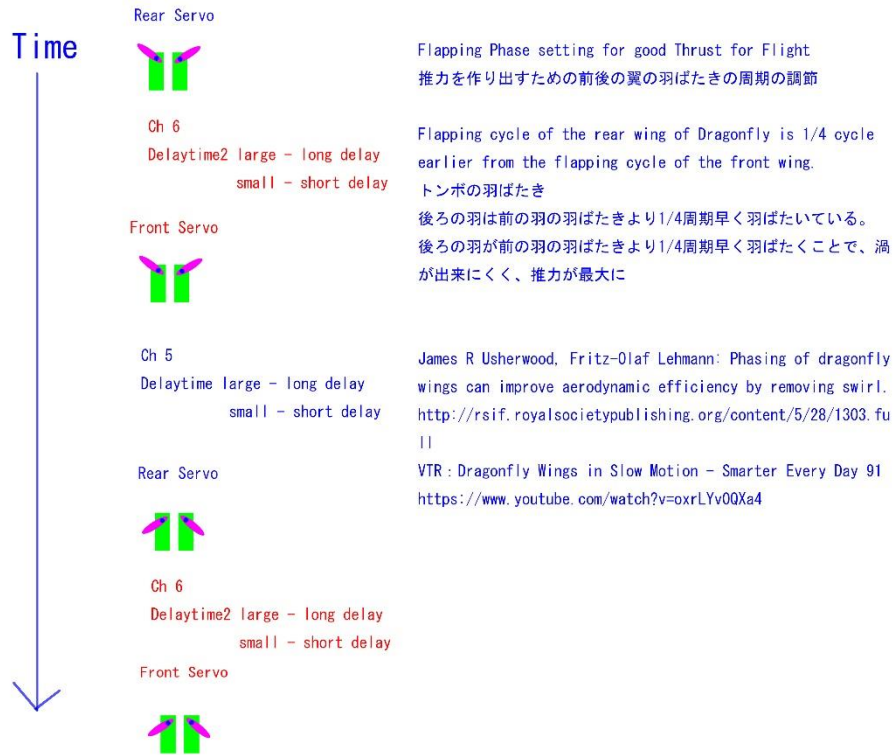 Time
Rear Servo
Ch 6
Delaytime2 large - long delay
small - short delay
Front Servo
Ch 5
Delaytime large - long delay
small - short delay
Rear Servo
Ch 6
Delaytime2 large - long delay
small - short delay
Front Servo
Flapping Phase setting for good Thrust for Flight
推力を作り出すための前後の翼の羽ばたきの周期の調節
Flapping cycle of the rear wing of Dragonfly is 1/4 cycle
earlier from the flapping cycle of the front wing.
トンボの羽ばたき
後ろの羽は前の羽の羽ばたきより1/4周期早く羽ばたいている。
後ろの羽が前の羽の羽ばたきより1/4周期早く羽ばたくことで、渦
が出来にくく、推力が最大に
James R Usherwood, Fritz-Olaf Lehmann: Phasing of dragonfly
wings can improve aerodynamic efficiency by removing swirl.
http://rsif.royalsocietypublishing.org/content/5/28/1303.fu
ll
VTR：Dragonfly Wings in Slow Motion - Smarter Every Day 91
https://www.youtube.com/watch?v=oxrLYv0QXa4